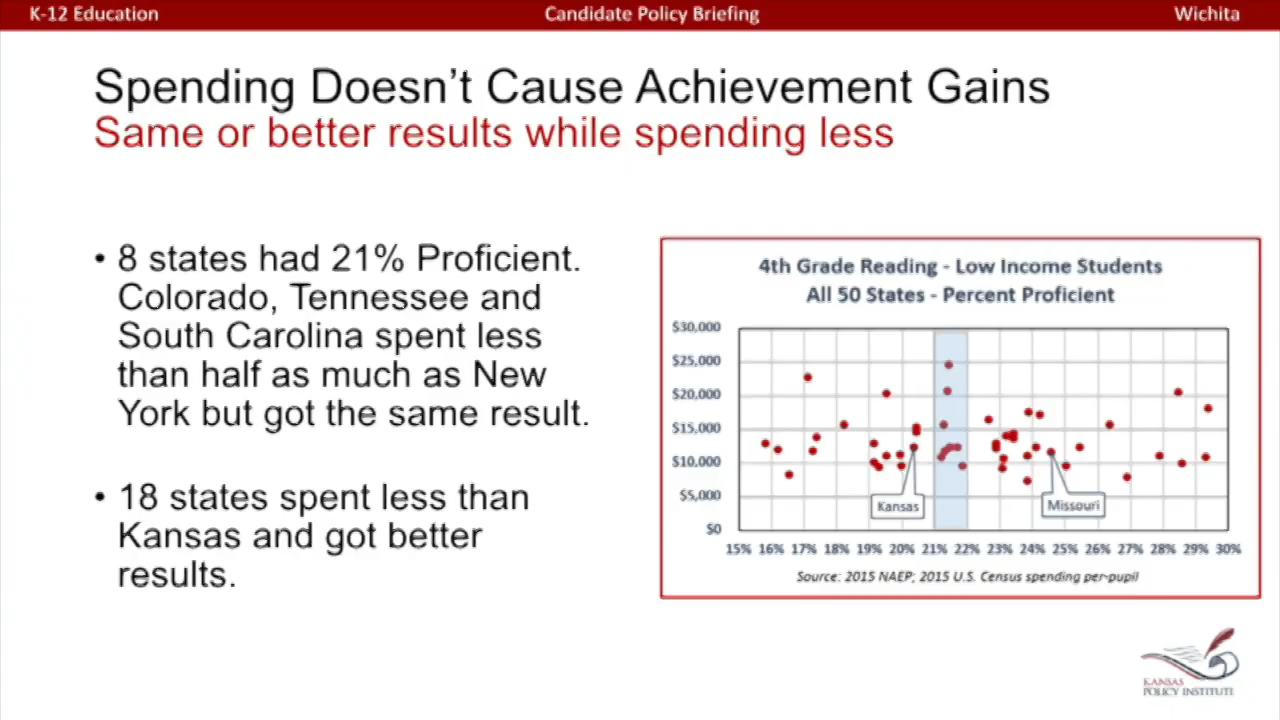 K-12 Education
Candidate Policy Briefing
Wichita
Spending Doesn't Cause Achievement Gains
Same or better results while spending less
• 8 states had 21% Proficient.
Colorado, Tennessee and
South Carolina spent less
than half as much as New
York but got the same result.
• 18 states spent less than
Kansas and got better
results.
4th Grade Reading - Low Income Students
All 50 States - Percent Proficient
$30,000
$25,000
$20,000
$15,000
$10,000
$5,000
$0
Kansas
Missouri
15% 16% 17% 18% 19% 20% 21% 22% 23% 24% 25% 26% 27% 28% 29% 30%
Source: 2015 NAEP; 2015 U.S. Census spending per-pupil
KANSAS
POLICY INSTITUTE